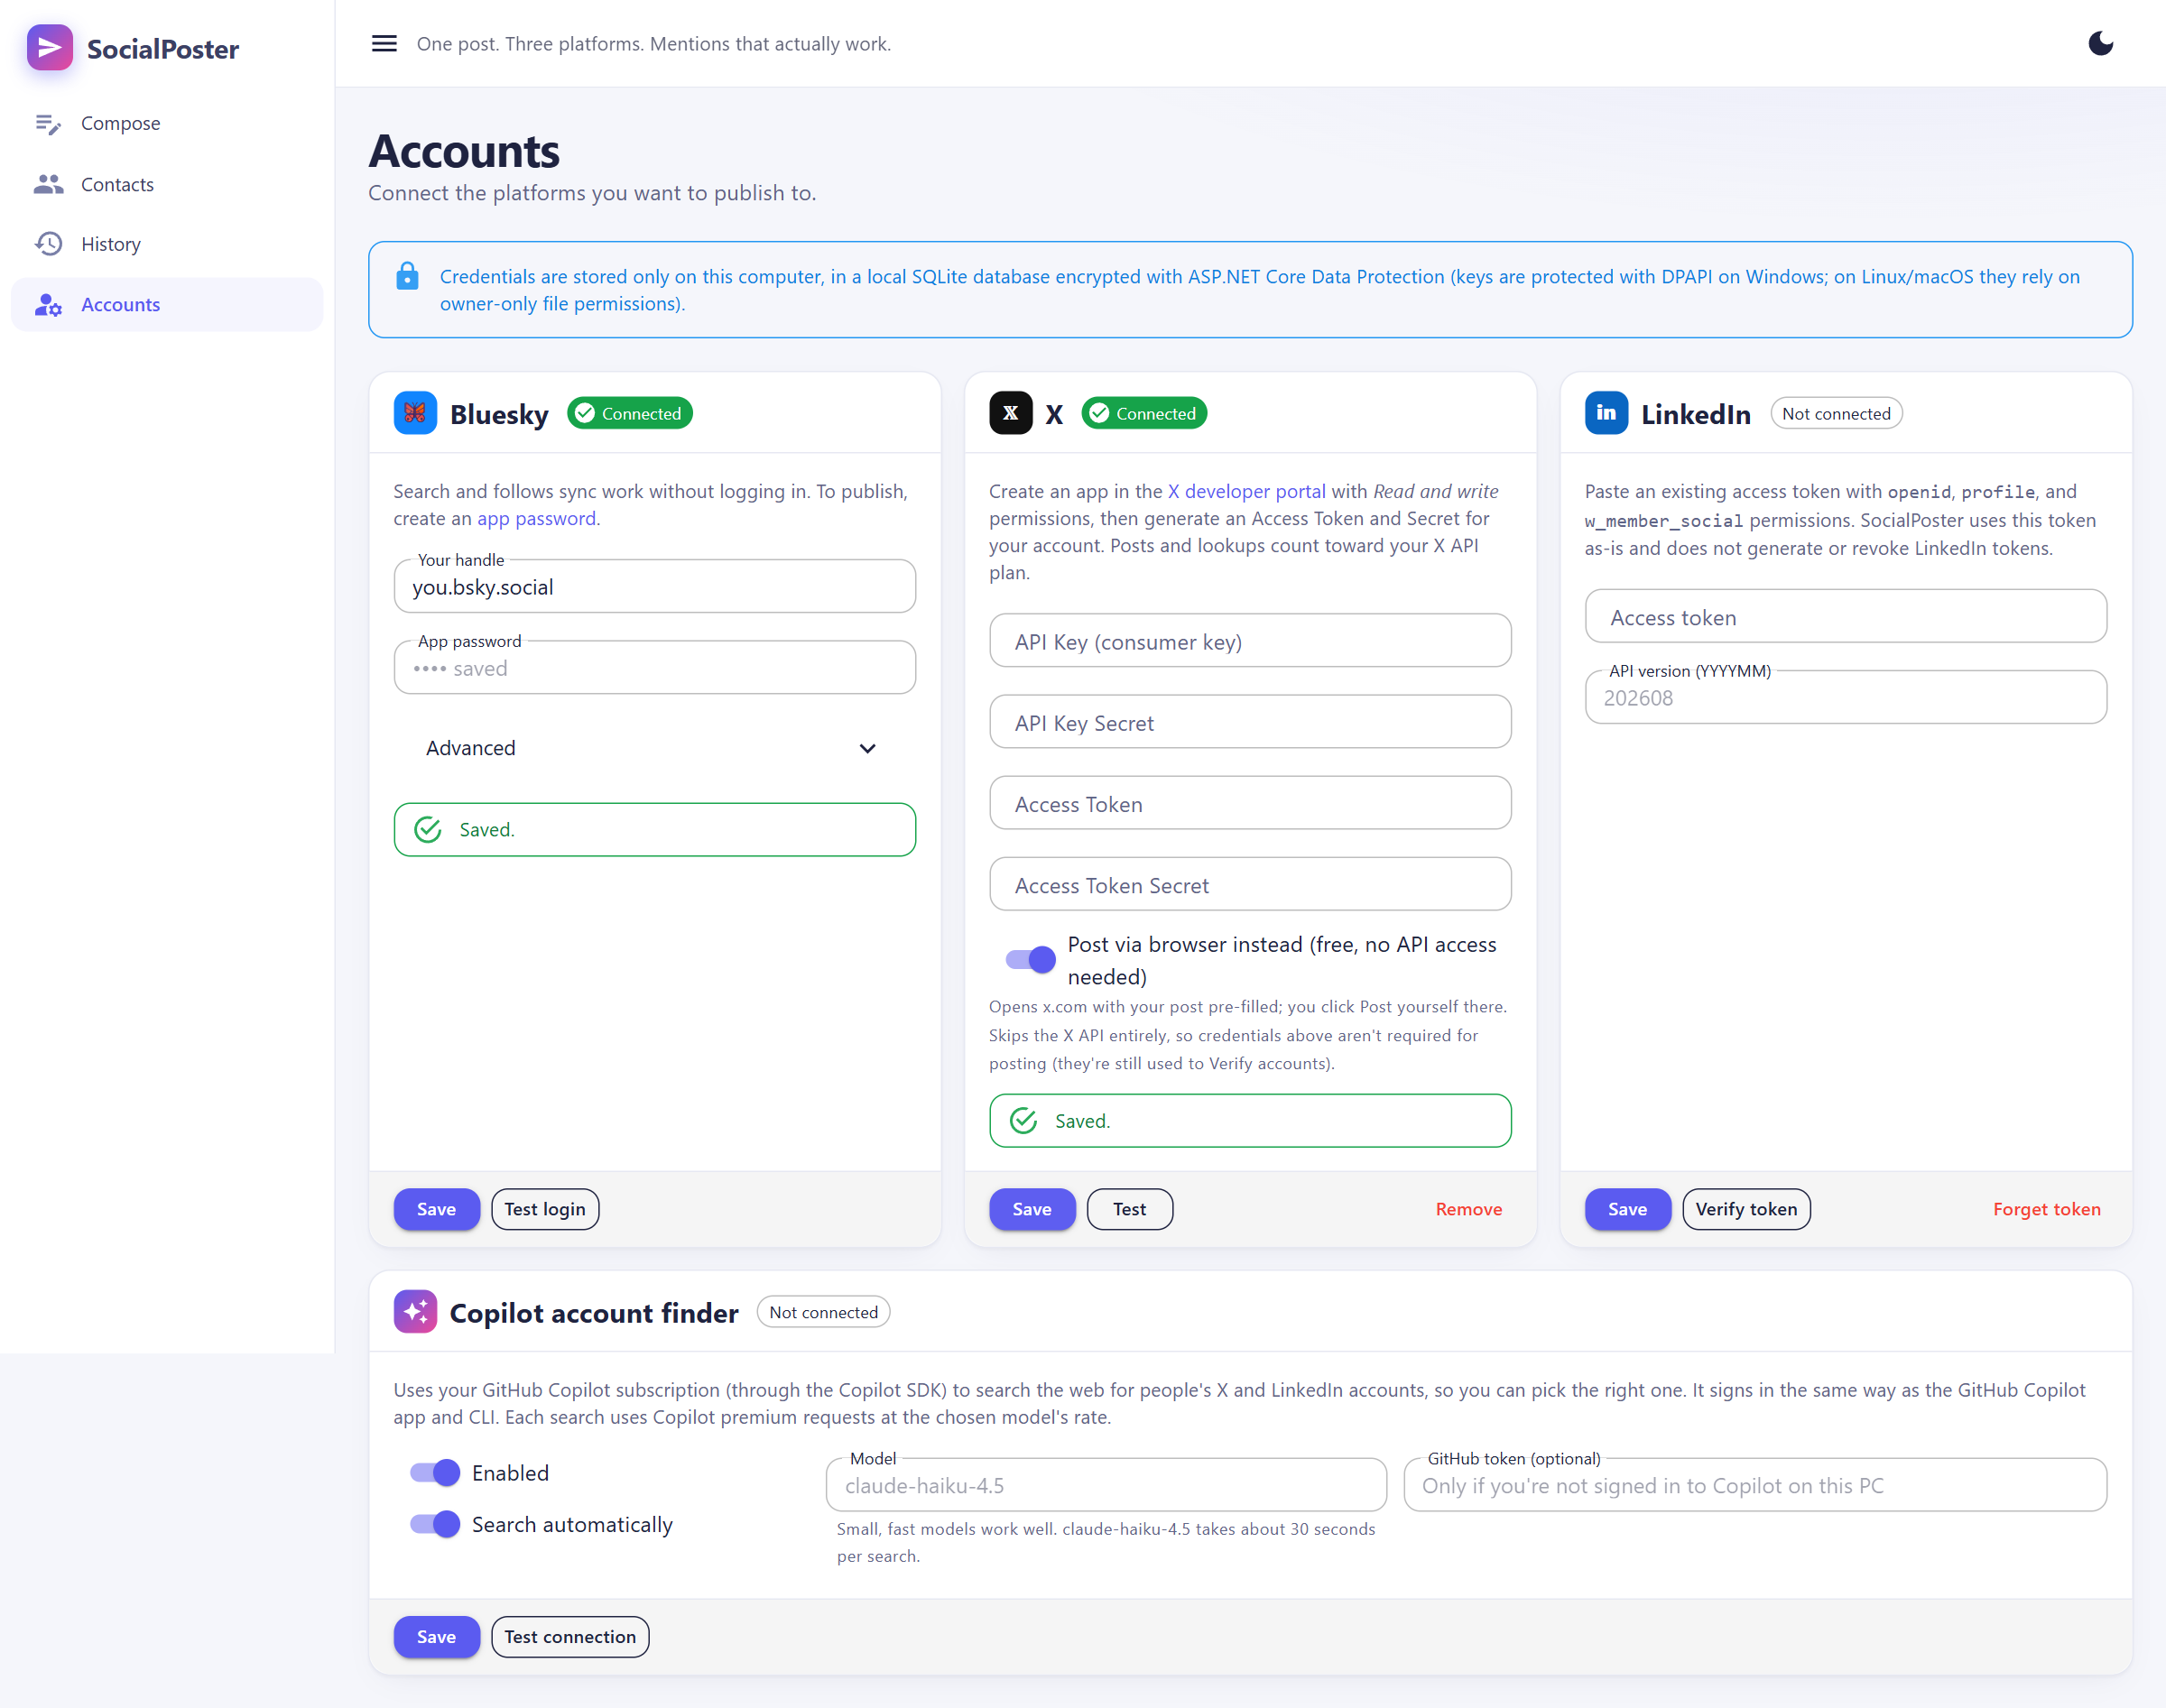 SocialPoster
One post. Three platforms. Mentions that actually work.
Compose
Contacts
History
Accounts
Accounts
Connect the platforms you want to publish to.
Credentials are stored only on this computer, in a local SQLite database encrypted with ASP.NET Core Data Protection (keys are protected with DPAPI on Windows; on Linux/macOS they rely on
owner-only file permissions).
Bluesky
Connected
Search and follows sync work without logging in. To publish,
create an app password.
Your handle
you.bsky.social
App password
•••• saved
Advanced
Saved.
Save
Test login
X
X
Connected
Create an app in the X developer portal with Read and write
permissions, then generate an Access Token and Secret for
your account. Posts and lookups count toward your X API
plan.
API Key (consumer key)
API Key Secret
Access Token
Access Token Secret
Post via browser instead (free, no API access
needed)
Opens x.com with your post pre-filled; you click Post yourself there.
Skips the X API entirely, so credentials above aren't required for
posting (they're still used to Verify accounts).
Saved.
Save
Test
Remove
in
LinkedIn
Not connected
Paste an existing access token with openid, profile, and
w_member_social permissions. SocialPoster uses this token
as-is and does not generate or revoke LinkedIn tokens.
Access token
API version (YYYYMM)
202608
Save
Verify token
Forget token
Copilot account finder
Not connected
Uses your GitHub Copilot subscription (through the Copilot SDK) to search the web for people's X and LinkedIn accounts, so you can pick the right one. It signs in the same way as the GitHub Copilot
app and CLI. Each search uses Copilot premium requests at the chosen model's rate.
Enabled
Search automatically
Model
claude-haiku-4.5
Small, fast models work well. claude-haiku-4.5 takes about 30 seconds
per search.
GitHub token (optional)
Only if you're not signed in to Copilot on this PC
Save
Test connection